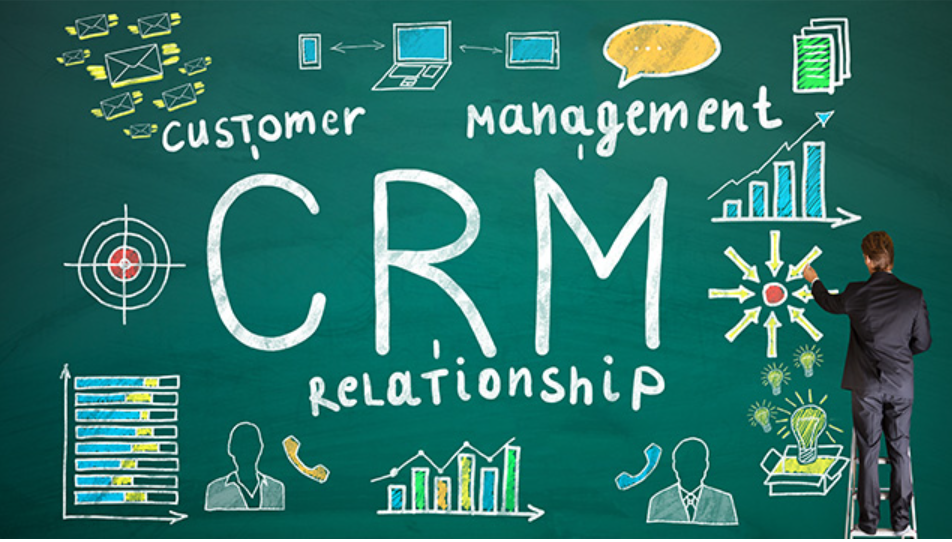 Customer
Management
CRM
Relationship